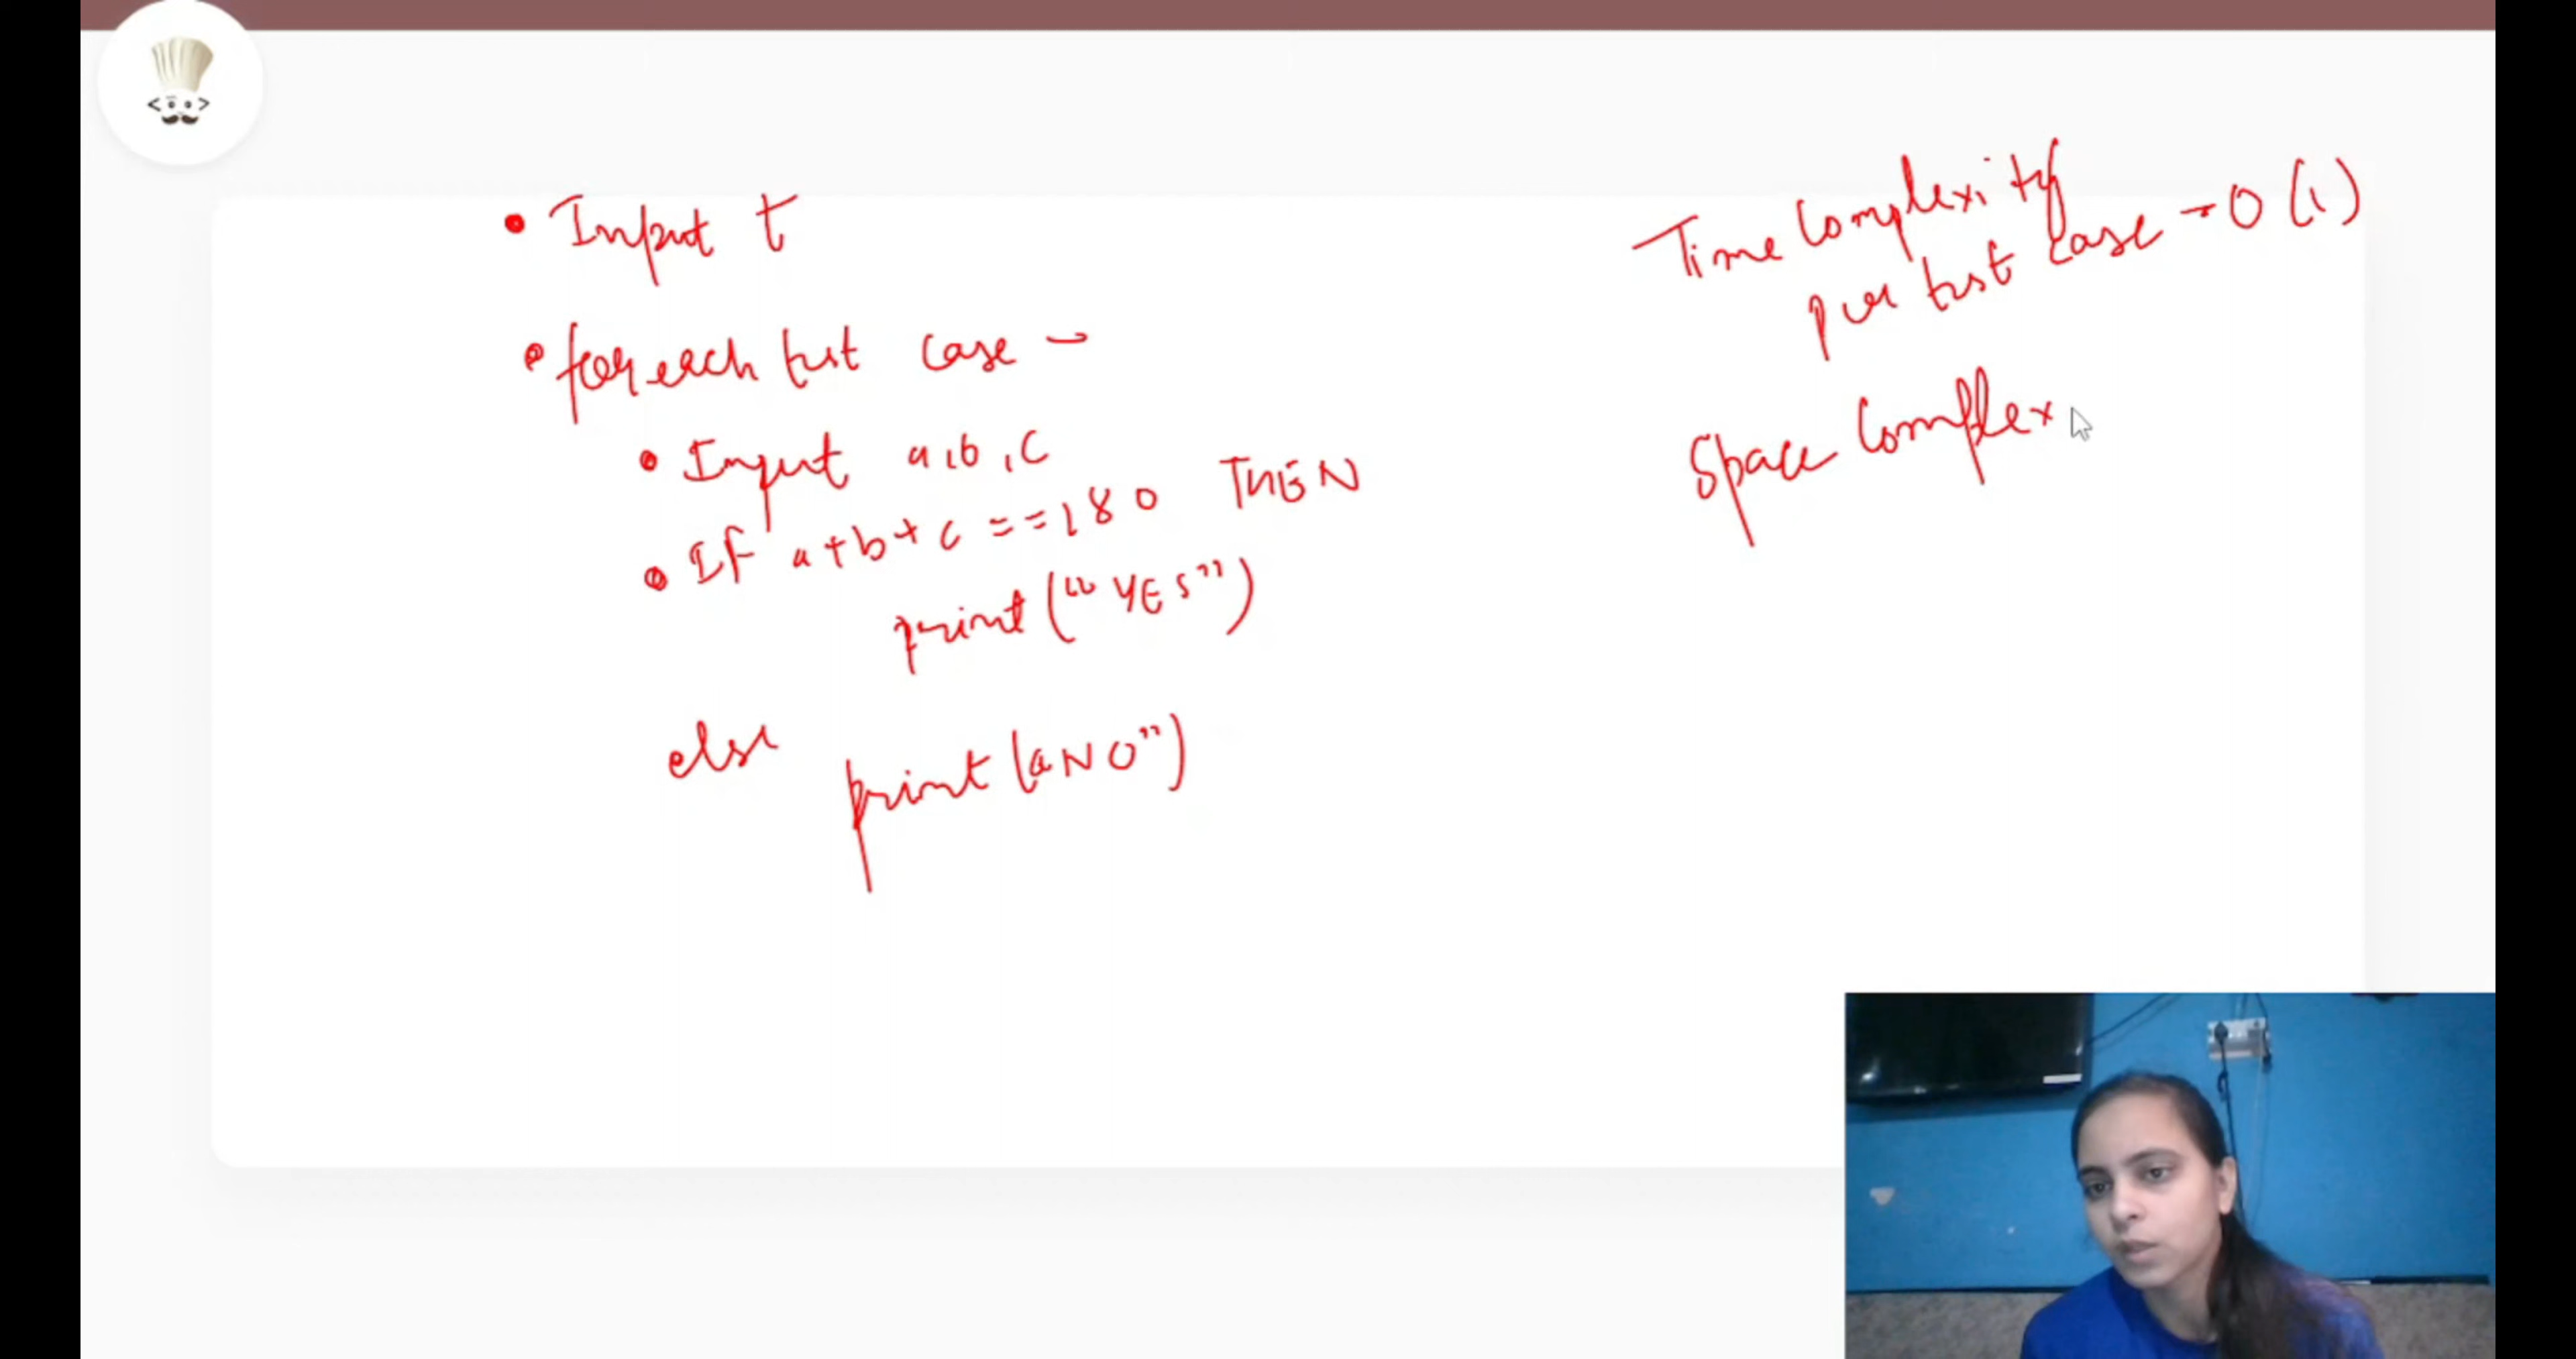 • Input t
• for each test case -
• Input a,b,c
• If a+b+c ==180 THEN
print("YES")
else
print("NO")
Time Complexity
per test case - O(1)
Space Complex